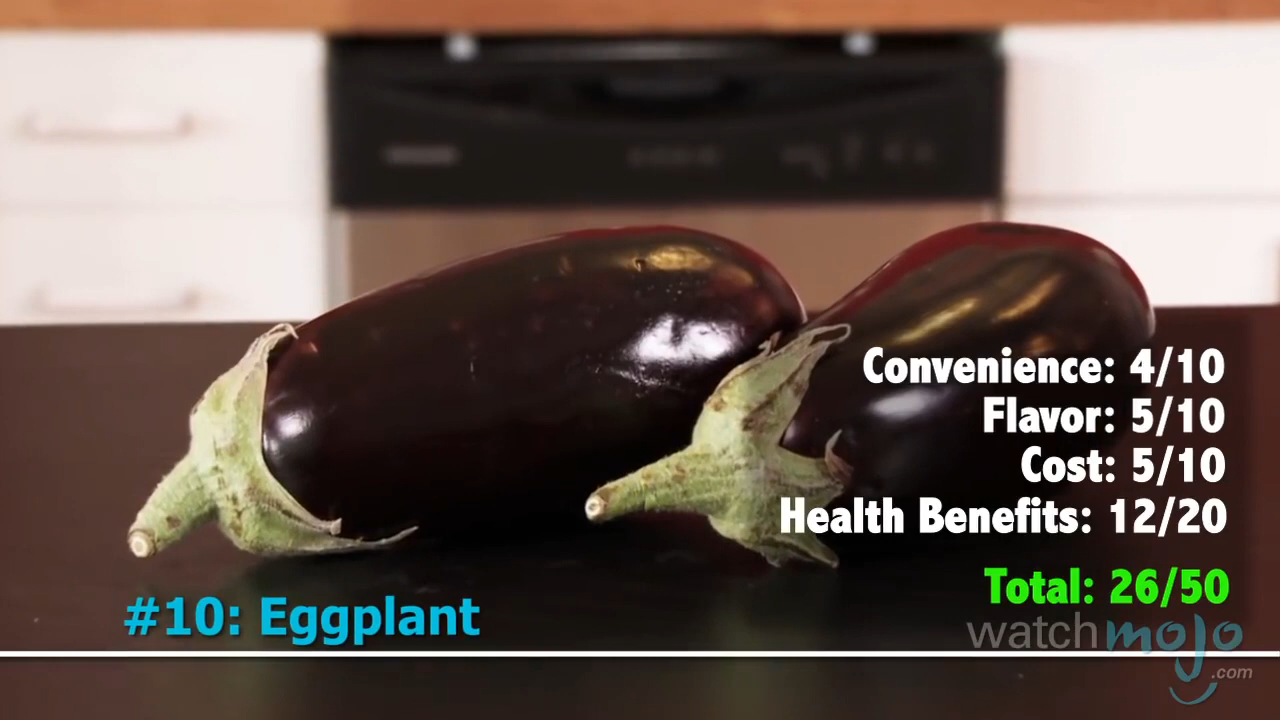 Convenience: 4/10
Flavor: 5/10
Cost: 5/10
Health Benefits: 12/20
Total: 26/50
#10: Eggplant
watchmojo
.com